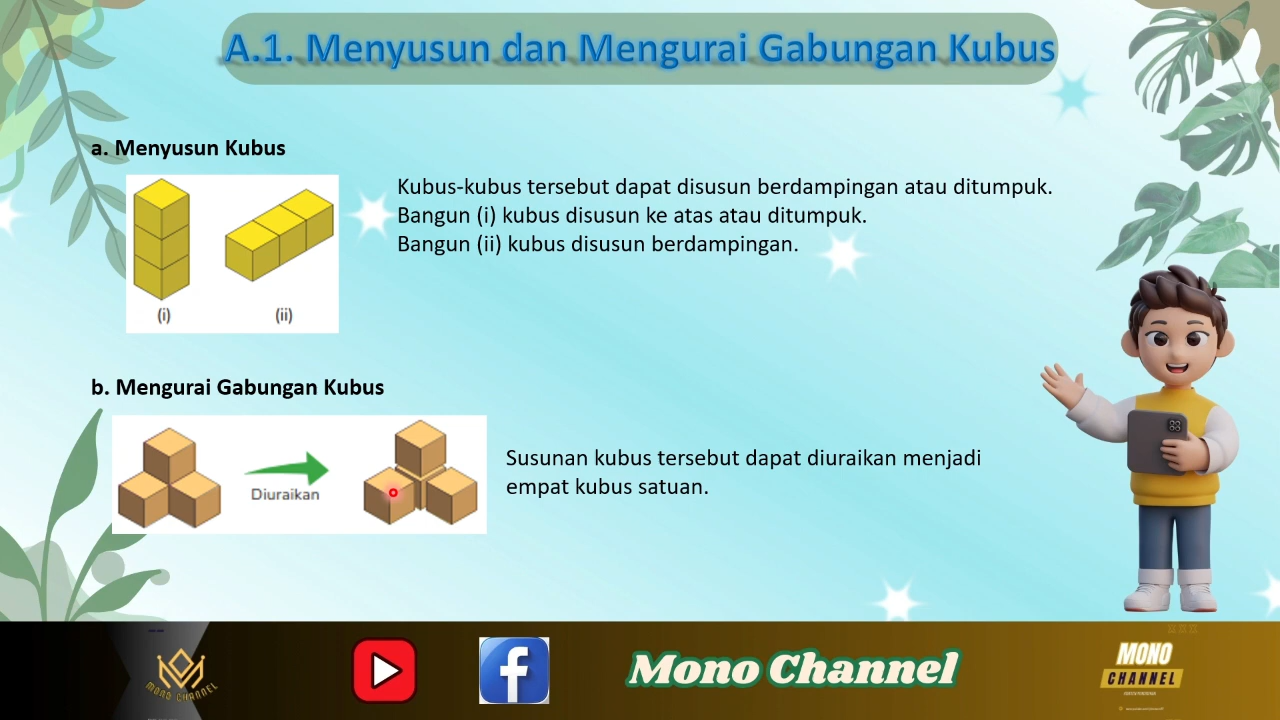 A.1. Menyusun dan Mengurai Gabungan Kubus
a. Menyusun Kubus
(i)
(ii)
Kubus-kubus tersebut dapat disusun berdampingan atau ditumpuk.
Bangun (i) kubus disusun ke atas atau ditumpuk.
Bangun (ii) kubus disusun berdampingan.
b. Mengurai Gabungan Kubus
Diuraikan
Susunan kubus tersebut dapat diuraikan menjadi
empat kubus satuan.
MONO CHANNEL
Mono Channel
MONO
CHANNEL